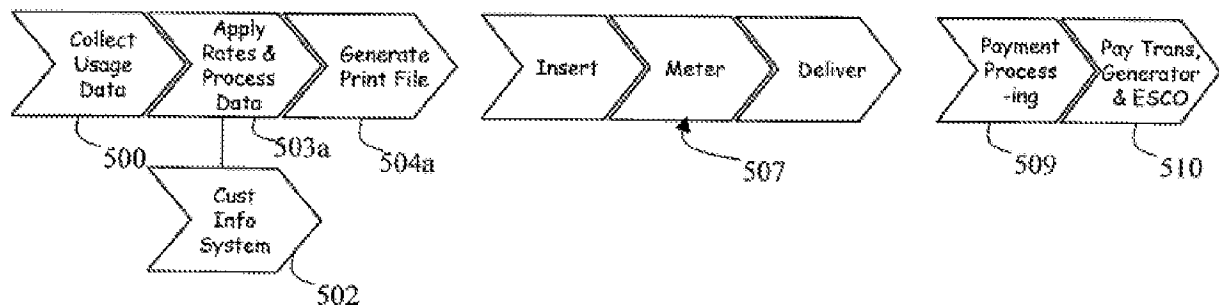 Collect
Usage
Data
Apply
Rates &
Process
Data
Generate
Print File
Insert
Meter
Deliver
Payment
Process
-ing
Pay Trans,
Generator
& ESCO
500
503a
504a
507
509
510
Cust
Info
System
502